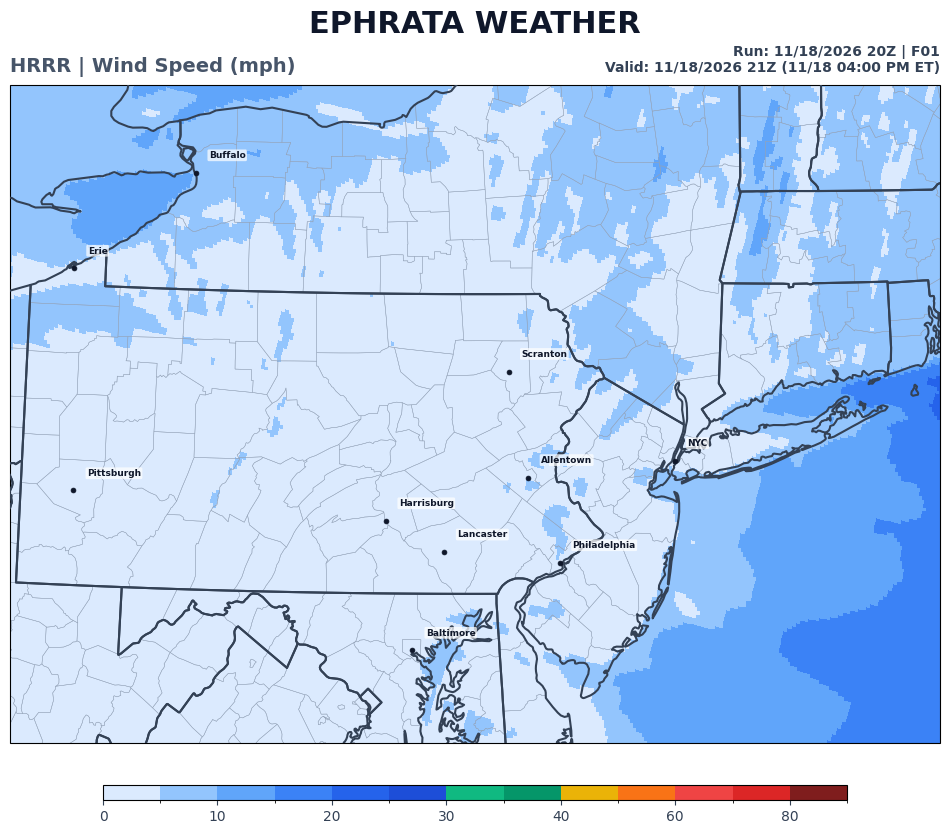 EPHRATA WEATHER
HRRR | Wind Speed (mph)
Run: 11/18/2026 20Z | F01
Valid: 11/18/2026 21Z (11/18 04:00 PM ET)
Buffalo
Erie
Scranton
NYC
Allentown
Pittsburgh
Harrisburg
Lancaster
Philadelphia
Baltimore
0 10 20 30 40 50 60 70 80